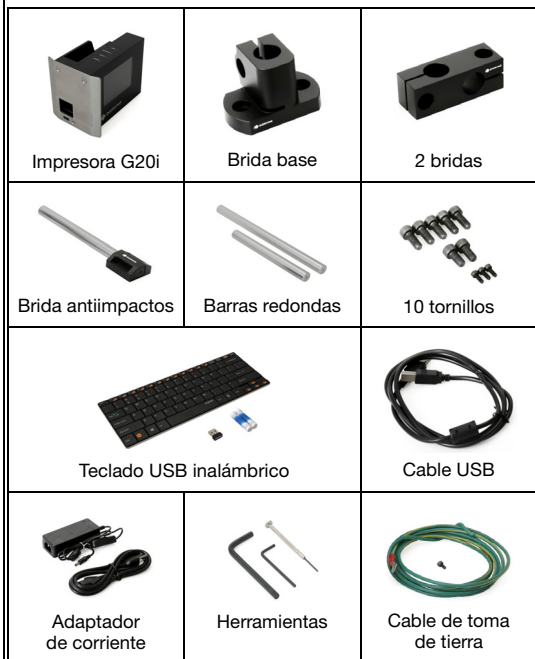 Impresora G20i
Brida base
2 bridas
Brida antiimpactos
Barras redondas
10 tornillos
Teclado USB inalámbrico
Cable USB
Adaptador
de corriente
Herramientas
Cable de toma
de tierra